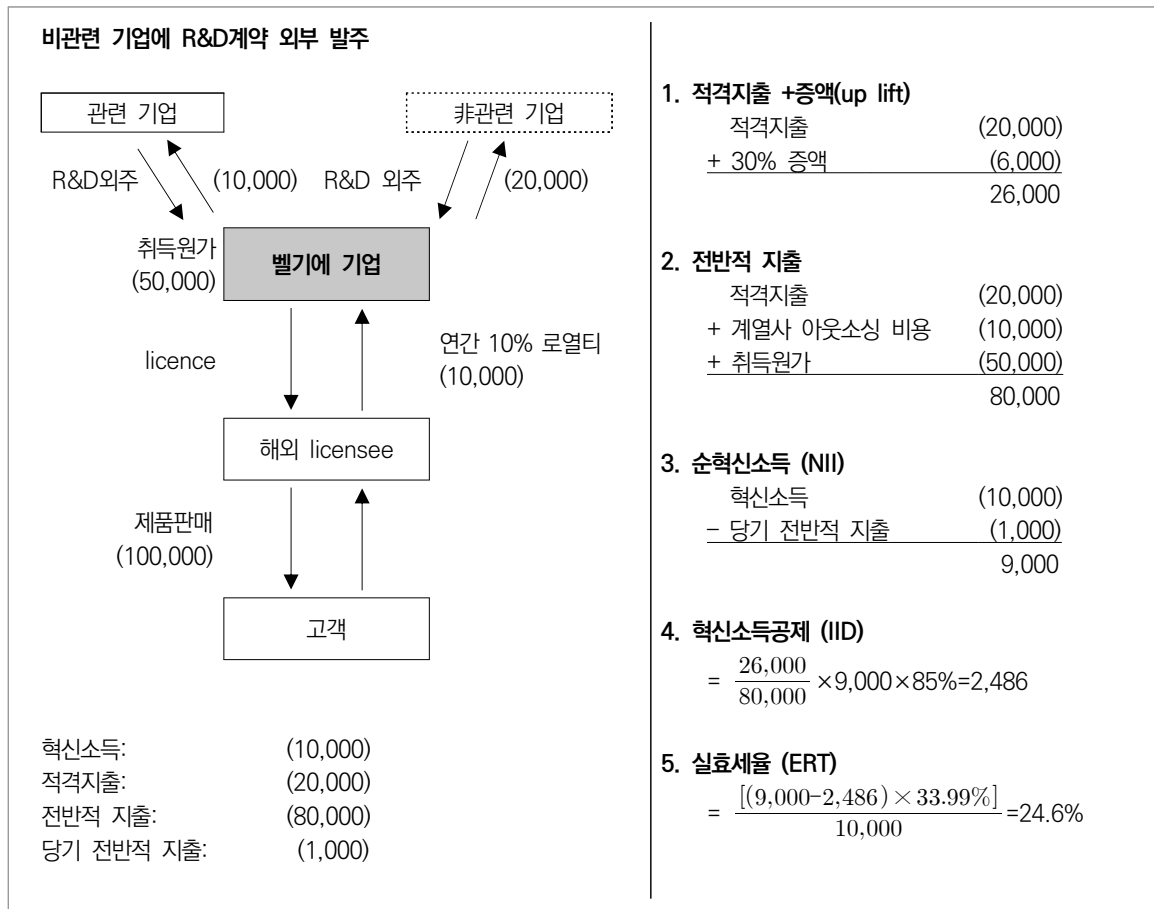 비관련 기업에 R&D계약 외부 발주
관련 기업
非관련 기업
R&D외주
(10,000)
R&D 외주
(20,000)
취득원가
(50,000)
벨기에 기업
licence
연간 10% 로열티
(10,000)
해외 licensee
제품판매
(100,000)
고객
혁신소득: (10,000)
적격지출: (20,000)
전반적 지출: (80,000)
당기 전반적 지출: (1,000)
1. 적격지출 +증액(up lift)
적격지출 (20,000)
+ 30% 증액 (6,000)
26,000
2. 전반적 지출
적격지출 (20,000)
+ 계열사 아웃소싱 비용 (10,000)
+ 취득원가 (50,000)
80,000
3. 순혁신소득 (NII)
혁신소득 (10,000)
− 당기 전반적 지출 (1,000)
9,000
4. 혁신소득공제 (IID)
= 26,000/80,000 ×9,000×85%=2,486
5. 실효세율 (ERT)
= [(9,000−2,486)×33.99%]/10,000 =24.6%